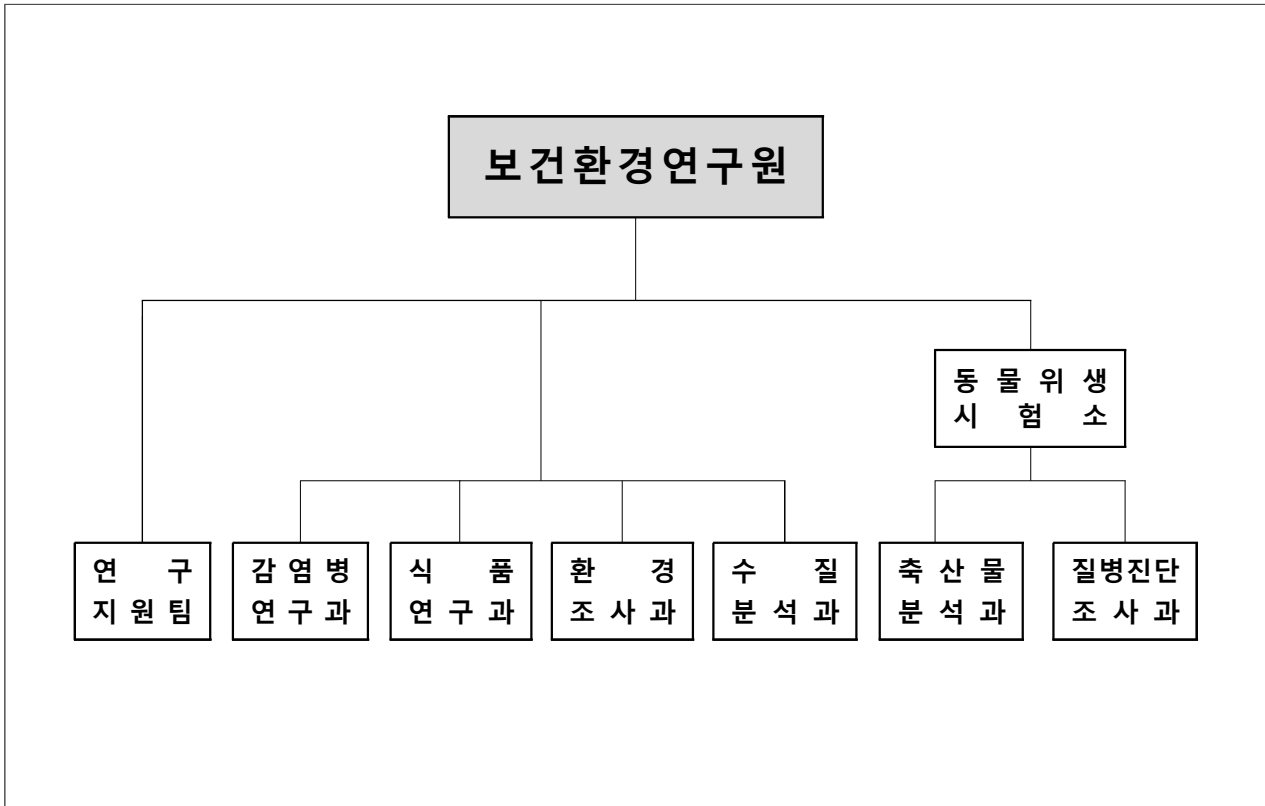 보건환경연구원
동물위생
시험소
연구
지원팀
감염병
연구과
식품
연구과
환경
조사과
수질
분석과
축산물
분석과
질병진단
조사과